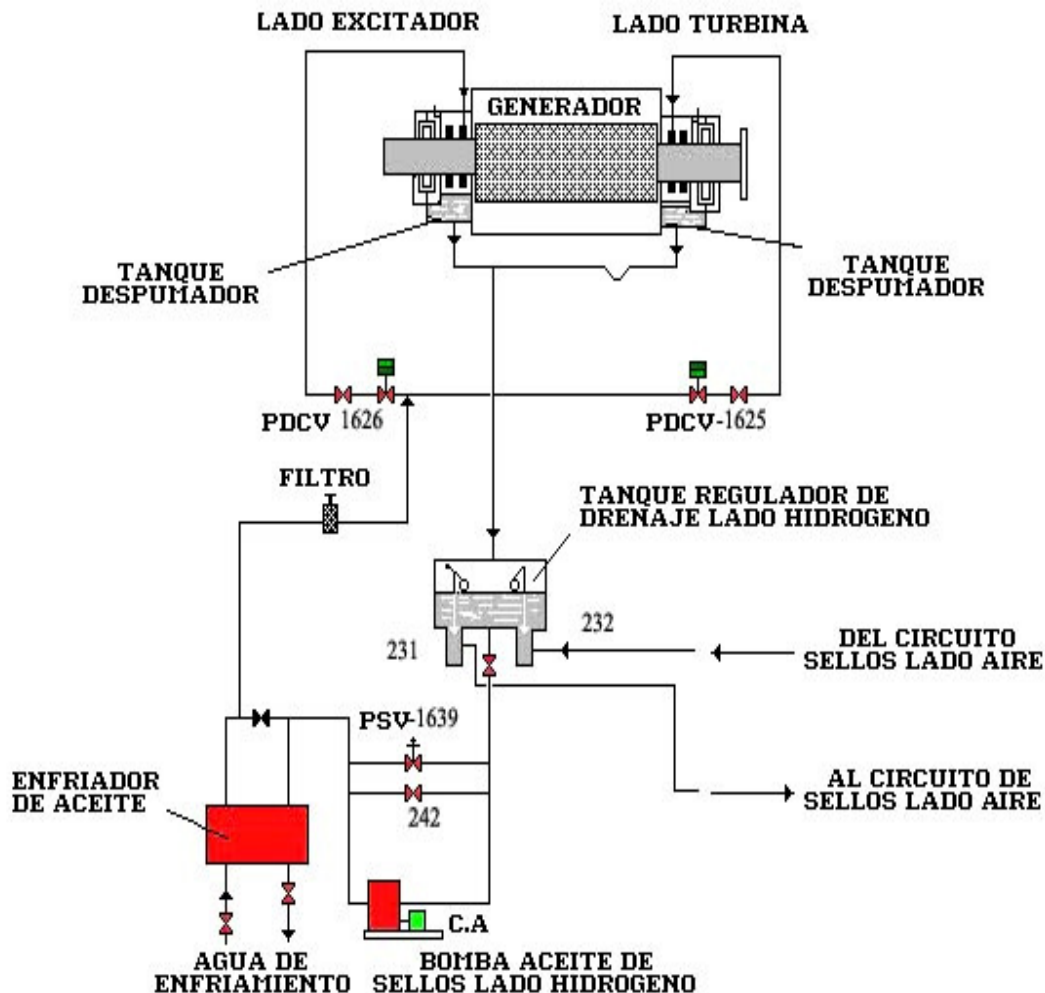 LADO EXCITADOR
LADO TURBINA
GENERADOR
TANQUE
DESPUMADOR
TANQUE
DESPUMADOR
PDCV 1626
PDCV-1625
FILTRO
TANQUE REGULADOR DE
DRENAJE LADO HIDROGENO
231
232
DEL CIRCUITO
SELLOS LADO AIRE
PSV-1639
242
ENFRIADOR
DE ACEITE
AL CIRCUITO DE
SELLOS LADO AIRE
C.A
AGUA DE
ENFRIAMIENTO
BOMBA ACEITE DE
SELLOS LADO HIDROGENO